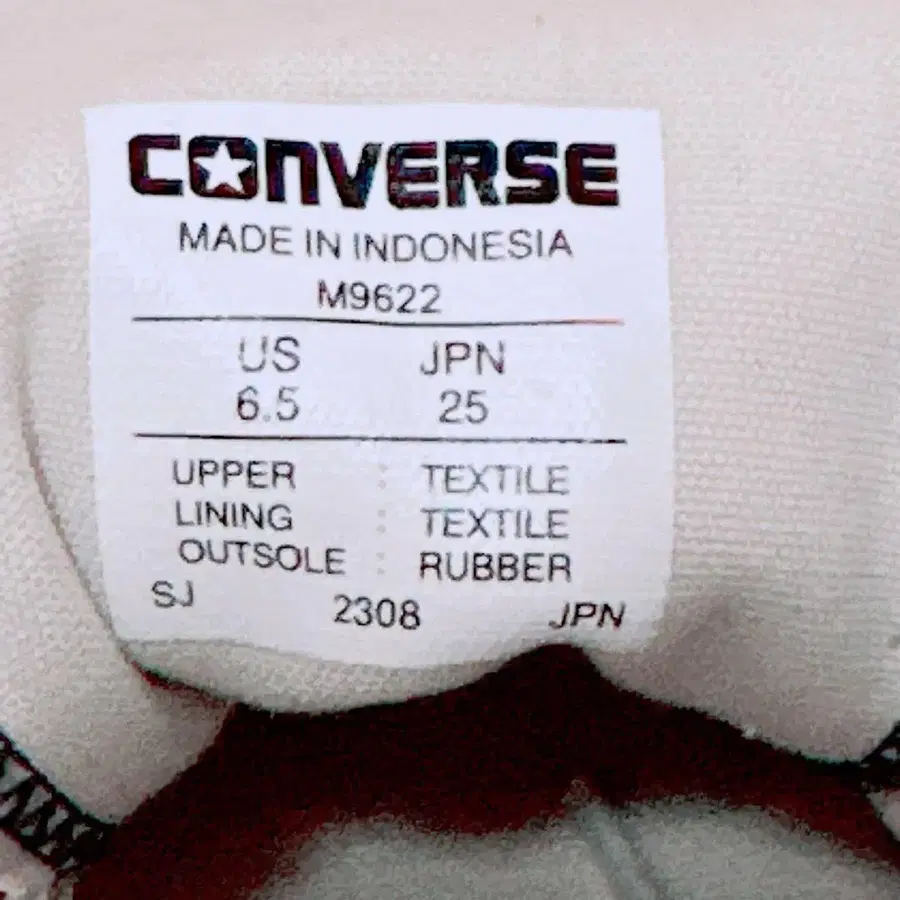 CONVERSE
MADE IN INDONESIA
M9622
US JPN
6.5 25
UPPER : TEXTILE
LINING : TEXTILE
OUTSOLE : RUBBER
SJ 2308 JPN